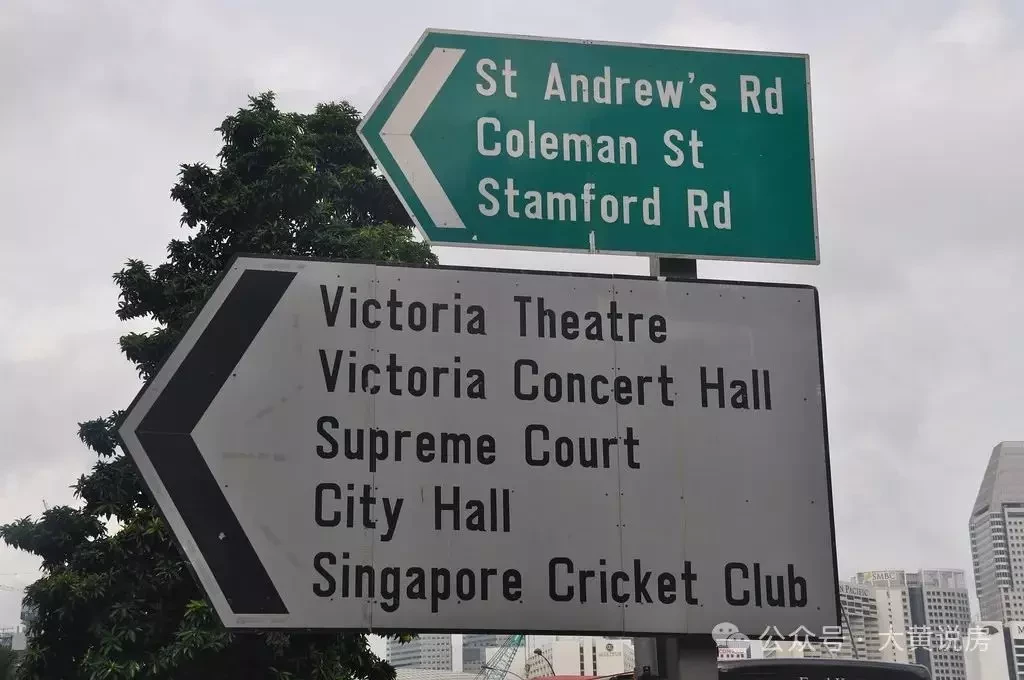 St Andrew's Rd
Coleman St
Stamford Rd
Victoria Theatre
Victoria Concert Hall
Supreme Court
City Hall
Singapore Cricket Club
SMBC
公众号 · 大黄说房